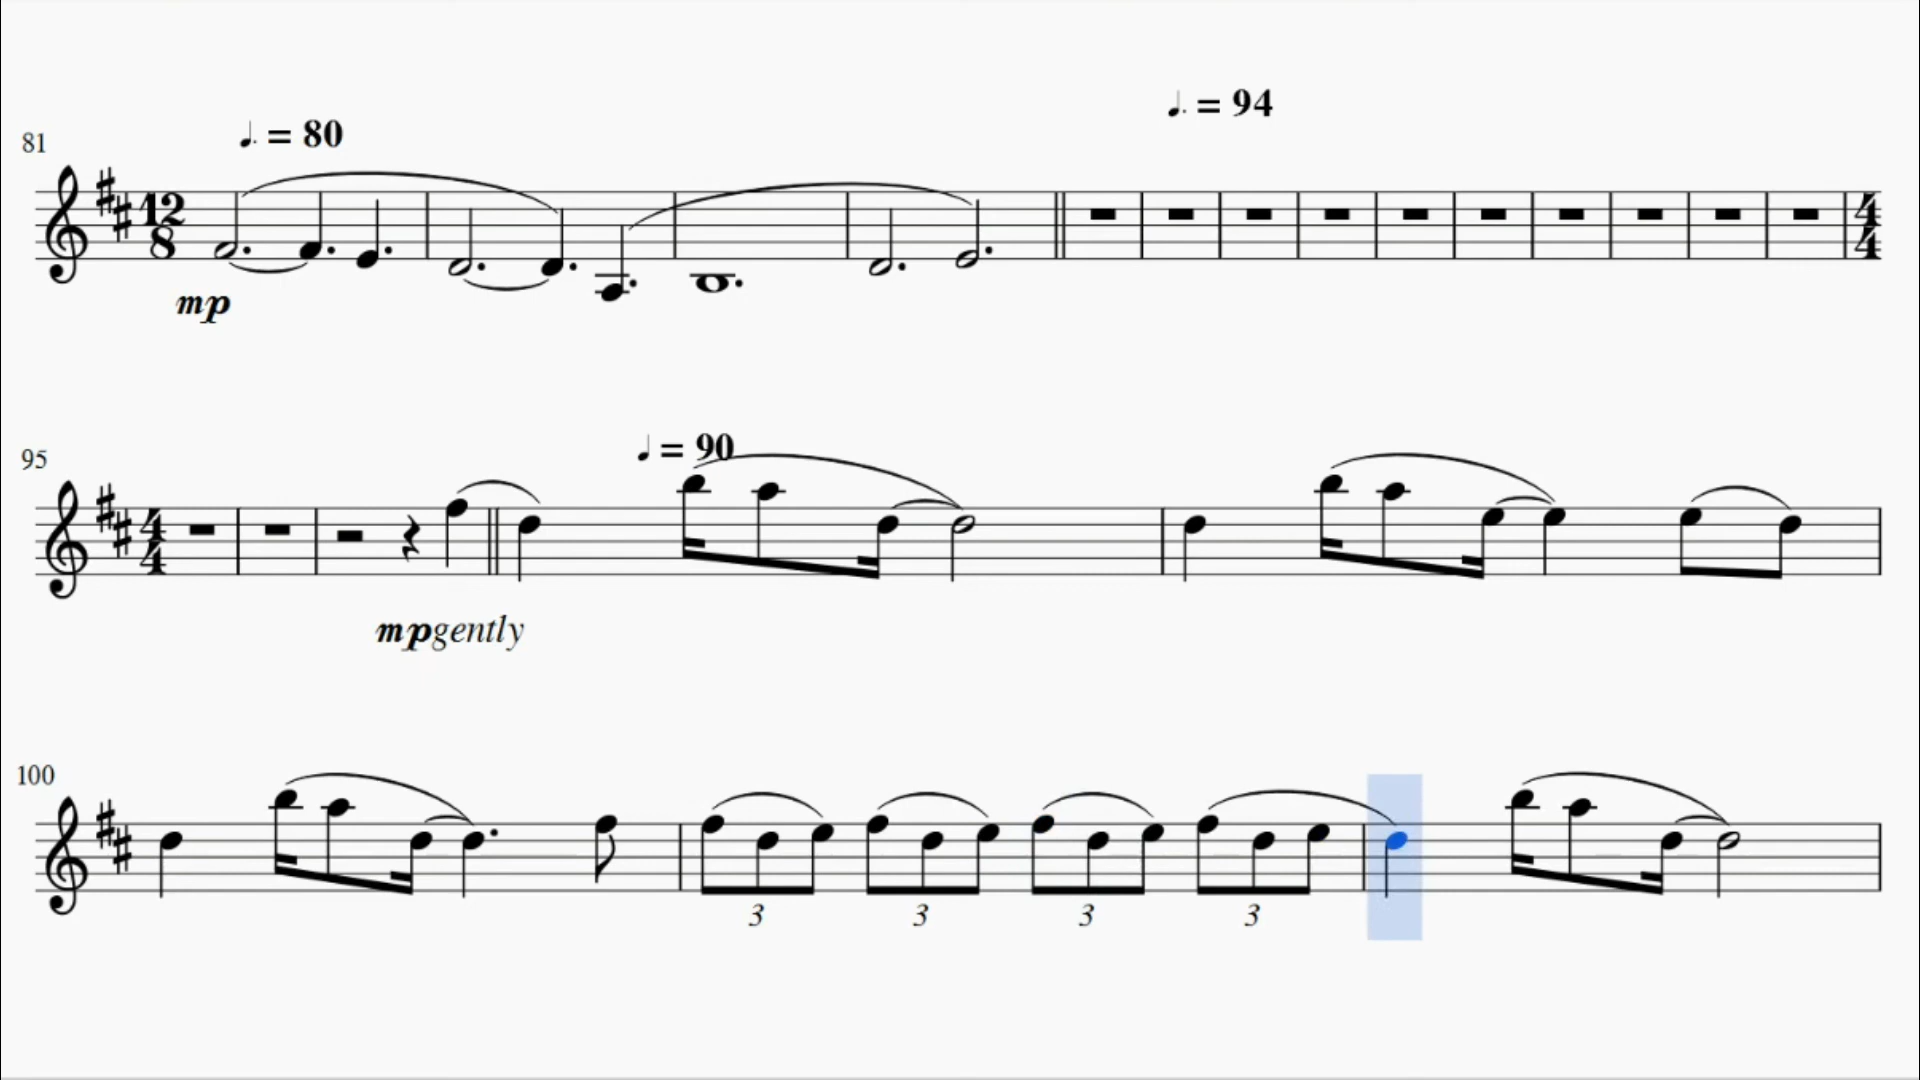 ♩. = 94
81 ♩. = 80
12
8
4
4
mp
95 ♩ = 90
4
4
mp gently
100
3 3 3 3